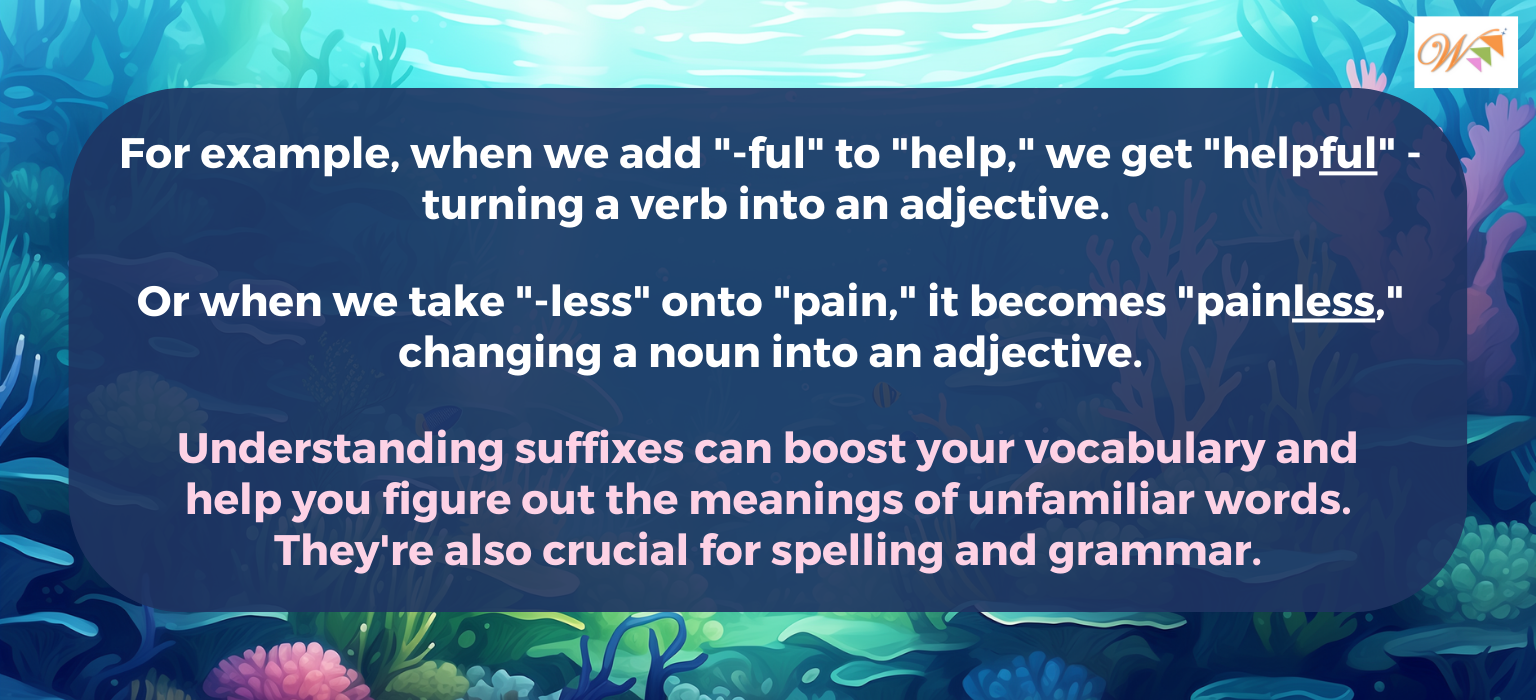 W
For example, when we add "-ful" to "help," we get "helpful" -
turning a verb into an adjective.
Or when we take "-less" onto "pain," it becomes "painless,"
changing a noun into an adjective.
Understanding suffixes can boost your vocabulary and
help you figure out the meanings of unfamiliar words.
They're also crucial for spelling and grammar.